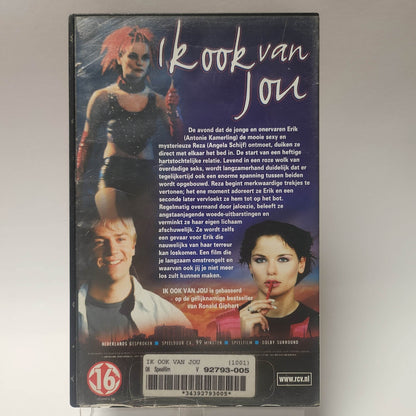 Ik ook van
Jou
De avond dat de jonge en onervaren Erik
(Antonie Kamerling) de mooie sexy en
mysterieuze Reza (Angela Schijf) ontmoet, duiken ze
direct met elkaar het bed in. De start van een heftige
hartstochtelijke relatie. Levend in een roze wolk van
overdadige seks, wordt langzamerhand duidelijk dat er
tegelijkertijd ook een enorme spanning tussen beiden
wordt opgebouwd. Reza begint merkwaardige trekjes te
vertonen; het ene moment adoreert ze Erik en een
seconde later vervloekt ze hem tot op het bot.
Regelmatig overmand door jaloezie, beleeft ze
angstaanjagende woede-uitbarstingen en
verminkt ze haar eigen lichaam
afschuwelijk. Zo wordt zelfs
een gevaar voor Erik die
nauwelijks van haar terreur
kan loskomen. Een film die
je langzaam omstrengelt en
waarvan ook jij je niet meer
los zult kunnen maken.
IK OOK VAN JOU is gebaseerd
op de gelijknamige bestseller
van Ronald Giphart
NEDERLANDS GESPROKEN SPEELDUUR CA. 99 MINUTEN SPEELFILM DOLBY SURROUND
16
IK OOK VAN JOU (1001)
DR Speelfilm V 92793-005
*34392793005*
www.rcv.nl